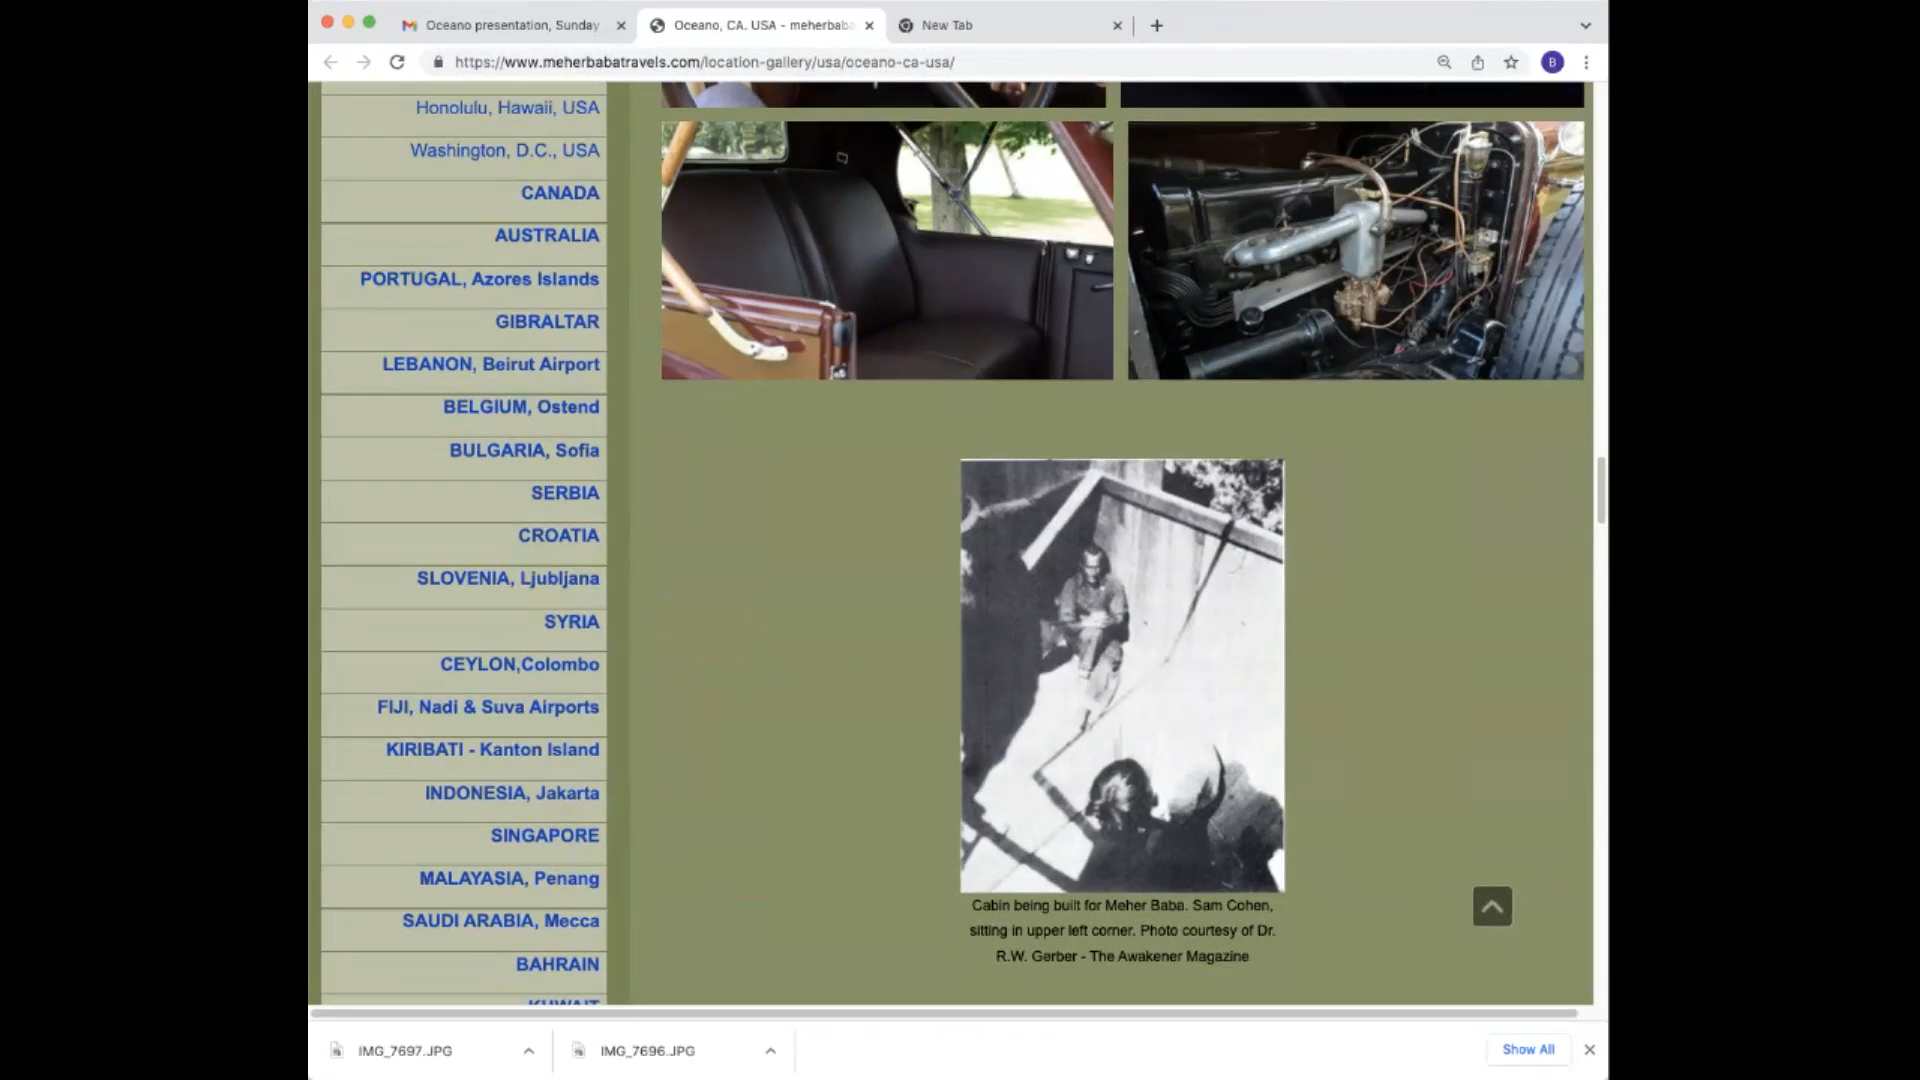 Oceano presentation, Sunday
Oceano, CA. USA - meherbaba
New Tab
https://www.meherbabatravels.com/location-gallery/usa/oceano-ca-usa/
B
Honolulu, Hawaii, USA
Washington, D.C., USA
CANADA
AUSTRALIA
PORTUGAL, Azores Islands
GIBRALTAR
LEBANON, Beirut Airport
BELGIUM, Ostend
BULGARIA, Sofia
SERBIA
CROATIA
SLOVENIA, Ljubljana
SYRIA
CEYLON,Colombo
FIJI, Nadi & Suva Airports
KIRIBATI - Kanton Island
INDONESIA, Jakarta
SINGAPORE
MALAYASIA, Penang
SAUDI ARABIA, Mecca
BAHRAIN
KUWAIT
Cabin being built for Meher Baba. Sam Cohen,
sitting in upper left corner. Photo courtesy of Dr.
R.W. Gerber - The Awakener Magazine
IMG_7697.JPG
IMG_7696.JPG
Show All